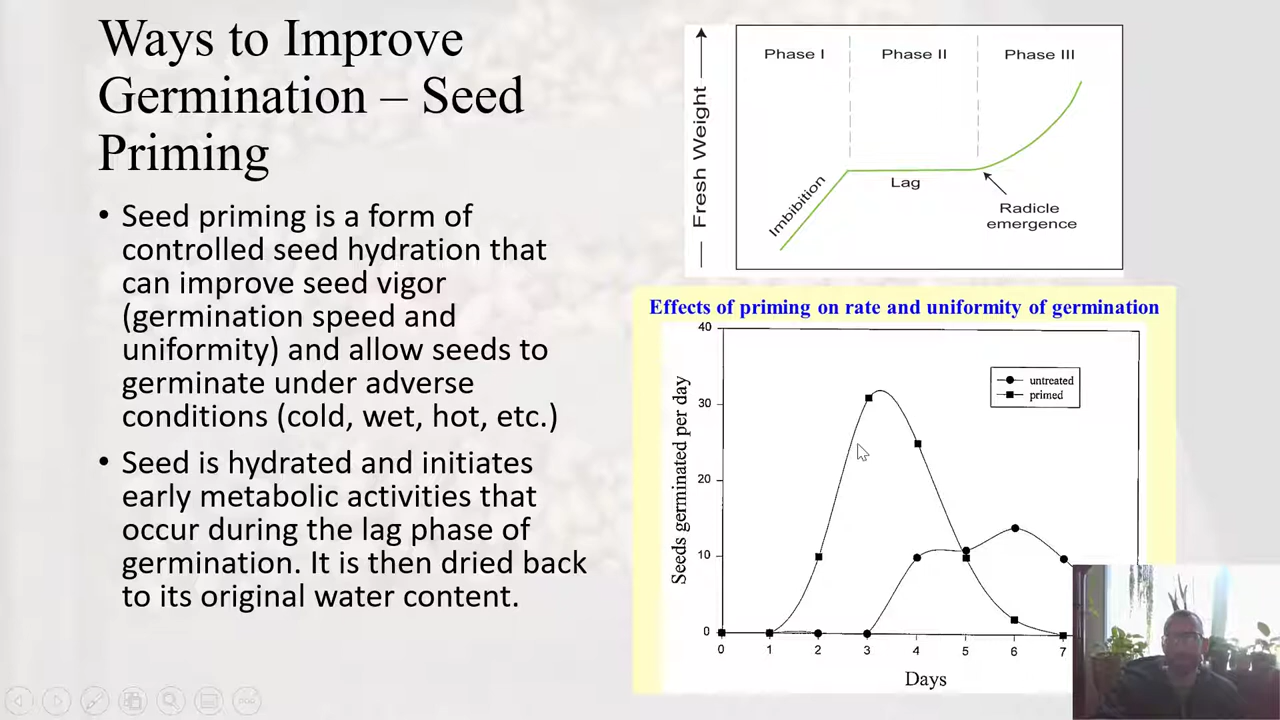 Ways to Improve
Germination – Seed
Priming
• Seed priming is a form of
controlled seed hydration that
can improve seed vigor
(germination speed and
uniformity) and allow seeds to
germinate under adverse
conditions (cold, wet, hot, etc.)
• Seed is hydrated and initiates
early metabolic activities that
occur during the lag phase of
germination. It is then dried back
to its original water content.
Fresh Weight
Phase I
Phase II
Phase III
Imbibition
Lag
Radicle
emergence
Effects of priming on rate and uniformity of germination
Seeds germinated per day
40
30
20
10
0
untreated
primed
0 1 2 3 4 5 6 7
Days